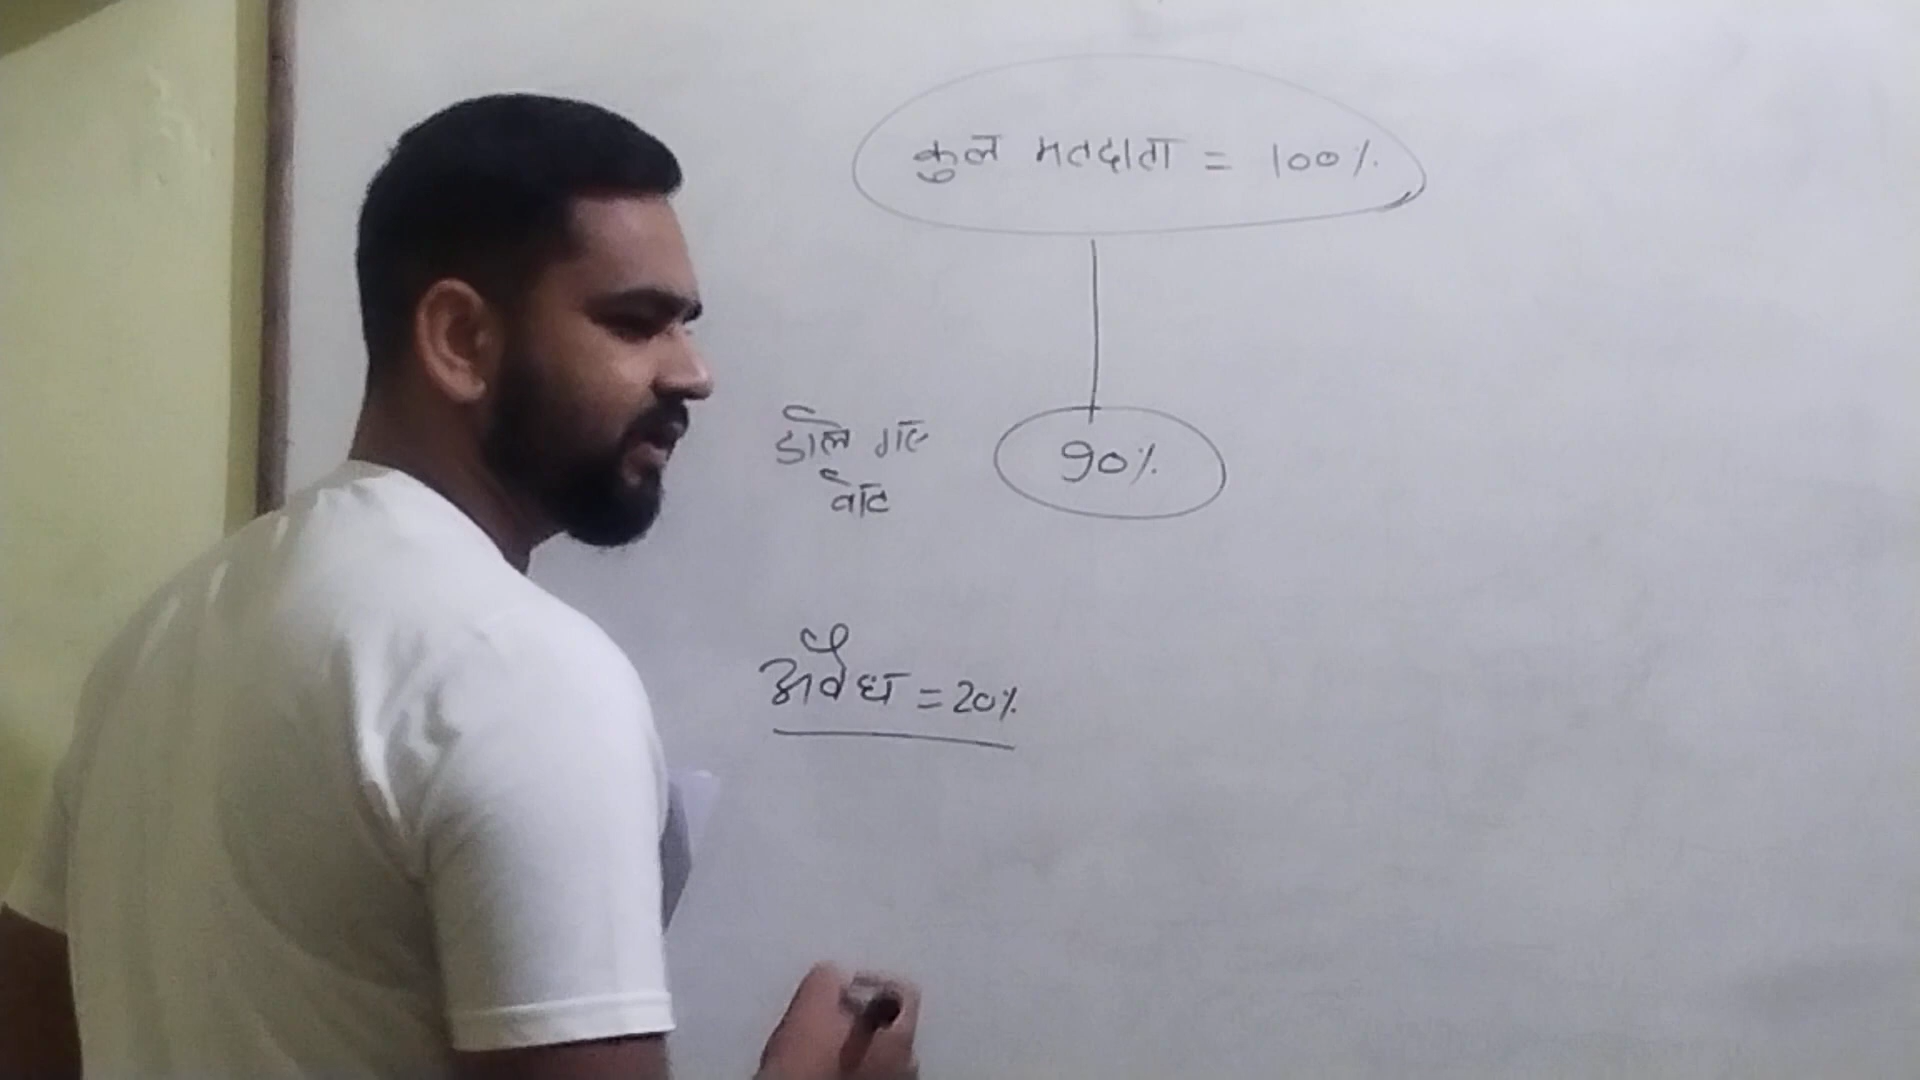 कुल मतदाता = 100%
डाले गए
वोट
90%
अवैध = 20%